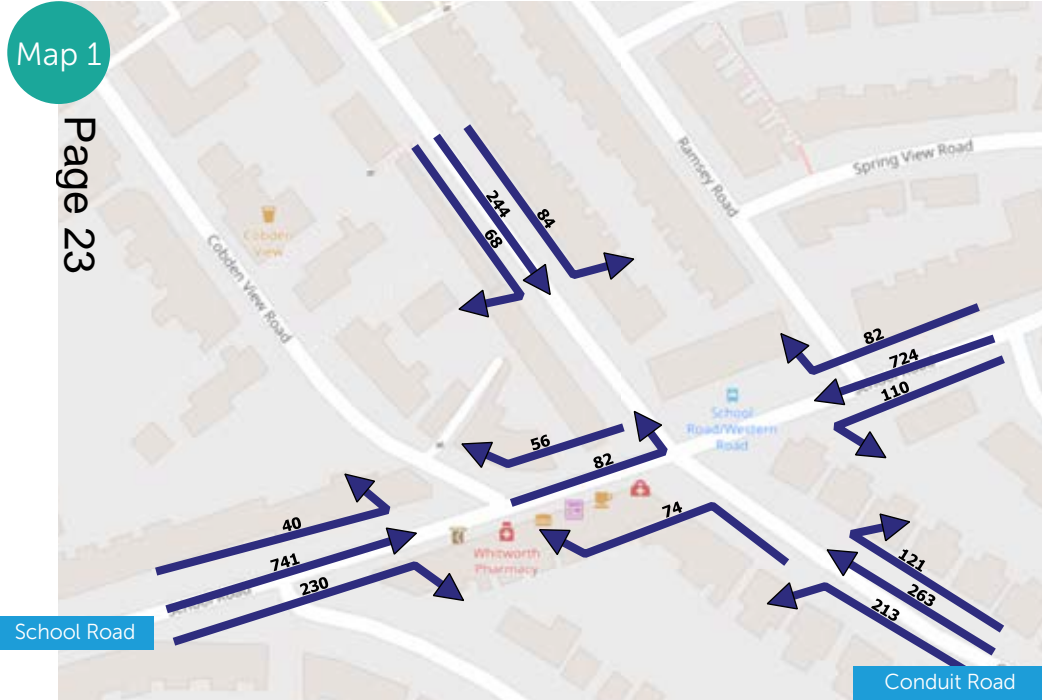 Map 1
Page 23
244
84
68
Ramsey Road
Spring View Road
Cobden
View
Cobden View Road
82
724
110
School
Road/Western
Road
56
82
74
40
741
230
Whitworth
Pharmacy
121
263
213
School Road
Conduit Road